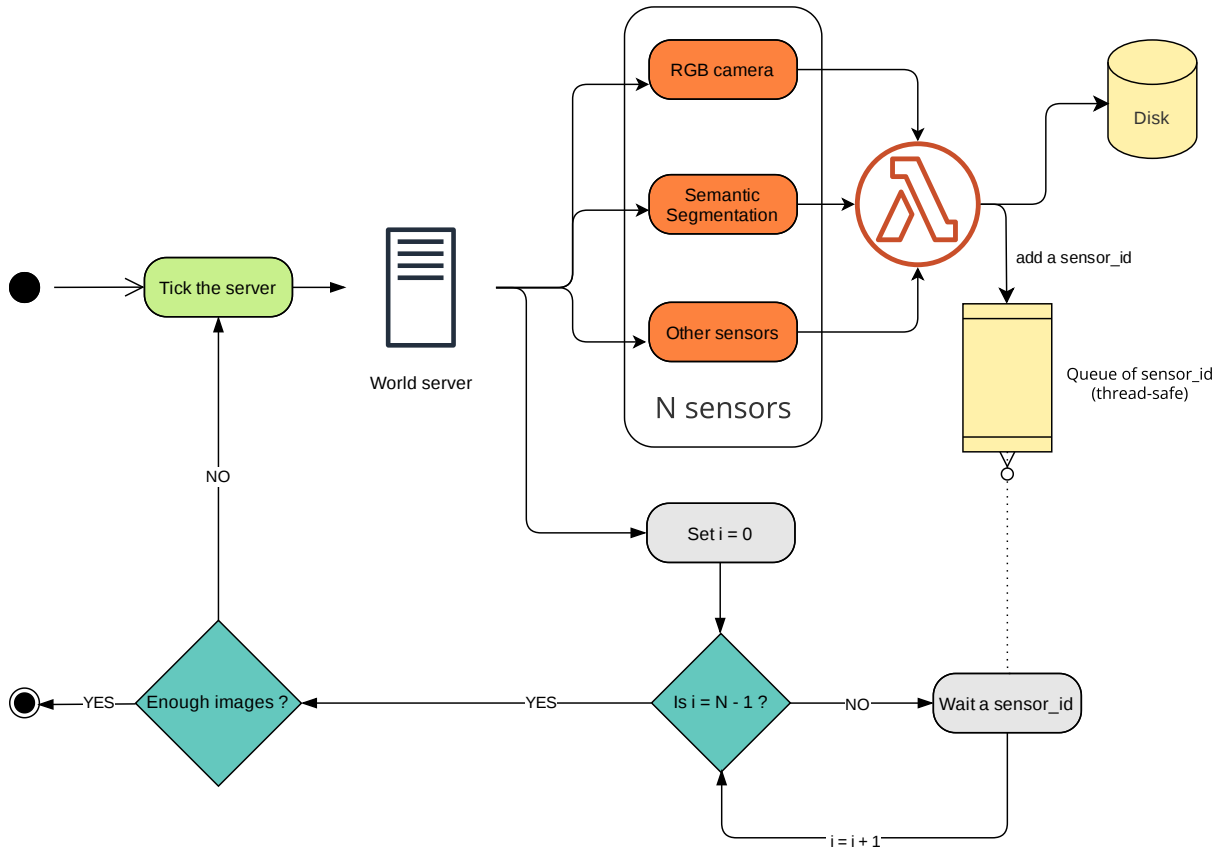 RGB camera
Disk
Semantic
Segmentation
add a sensor_id
Tick the server
Other sensors
World server
Queue of sensor_id
(thread-safe)
N sensors
NO
Set i = 0
YES
Enough images ?
YES
Is i = N - 1 ?
NO
Wait a sensor_id
i = i + 1